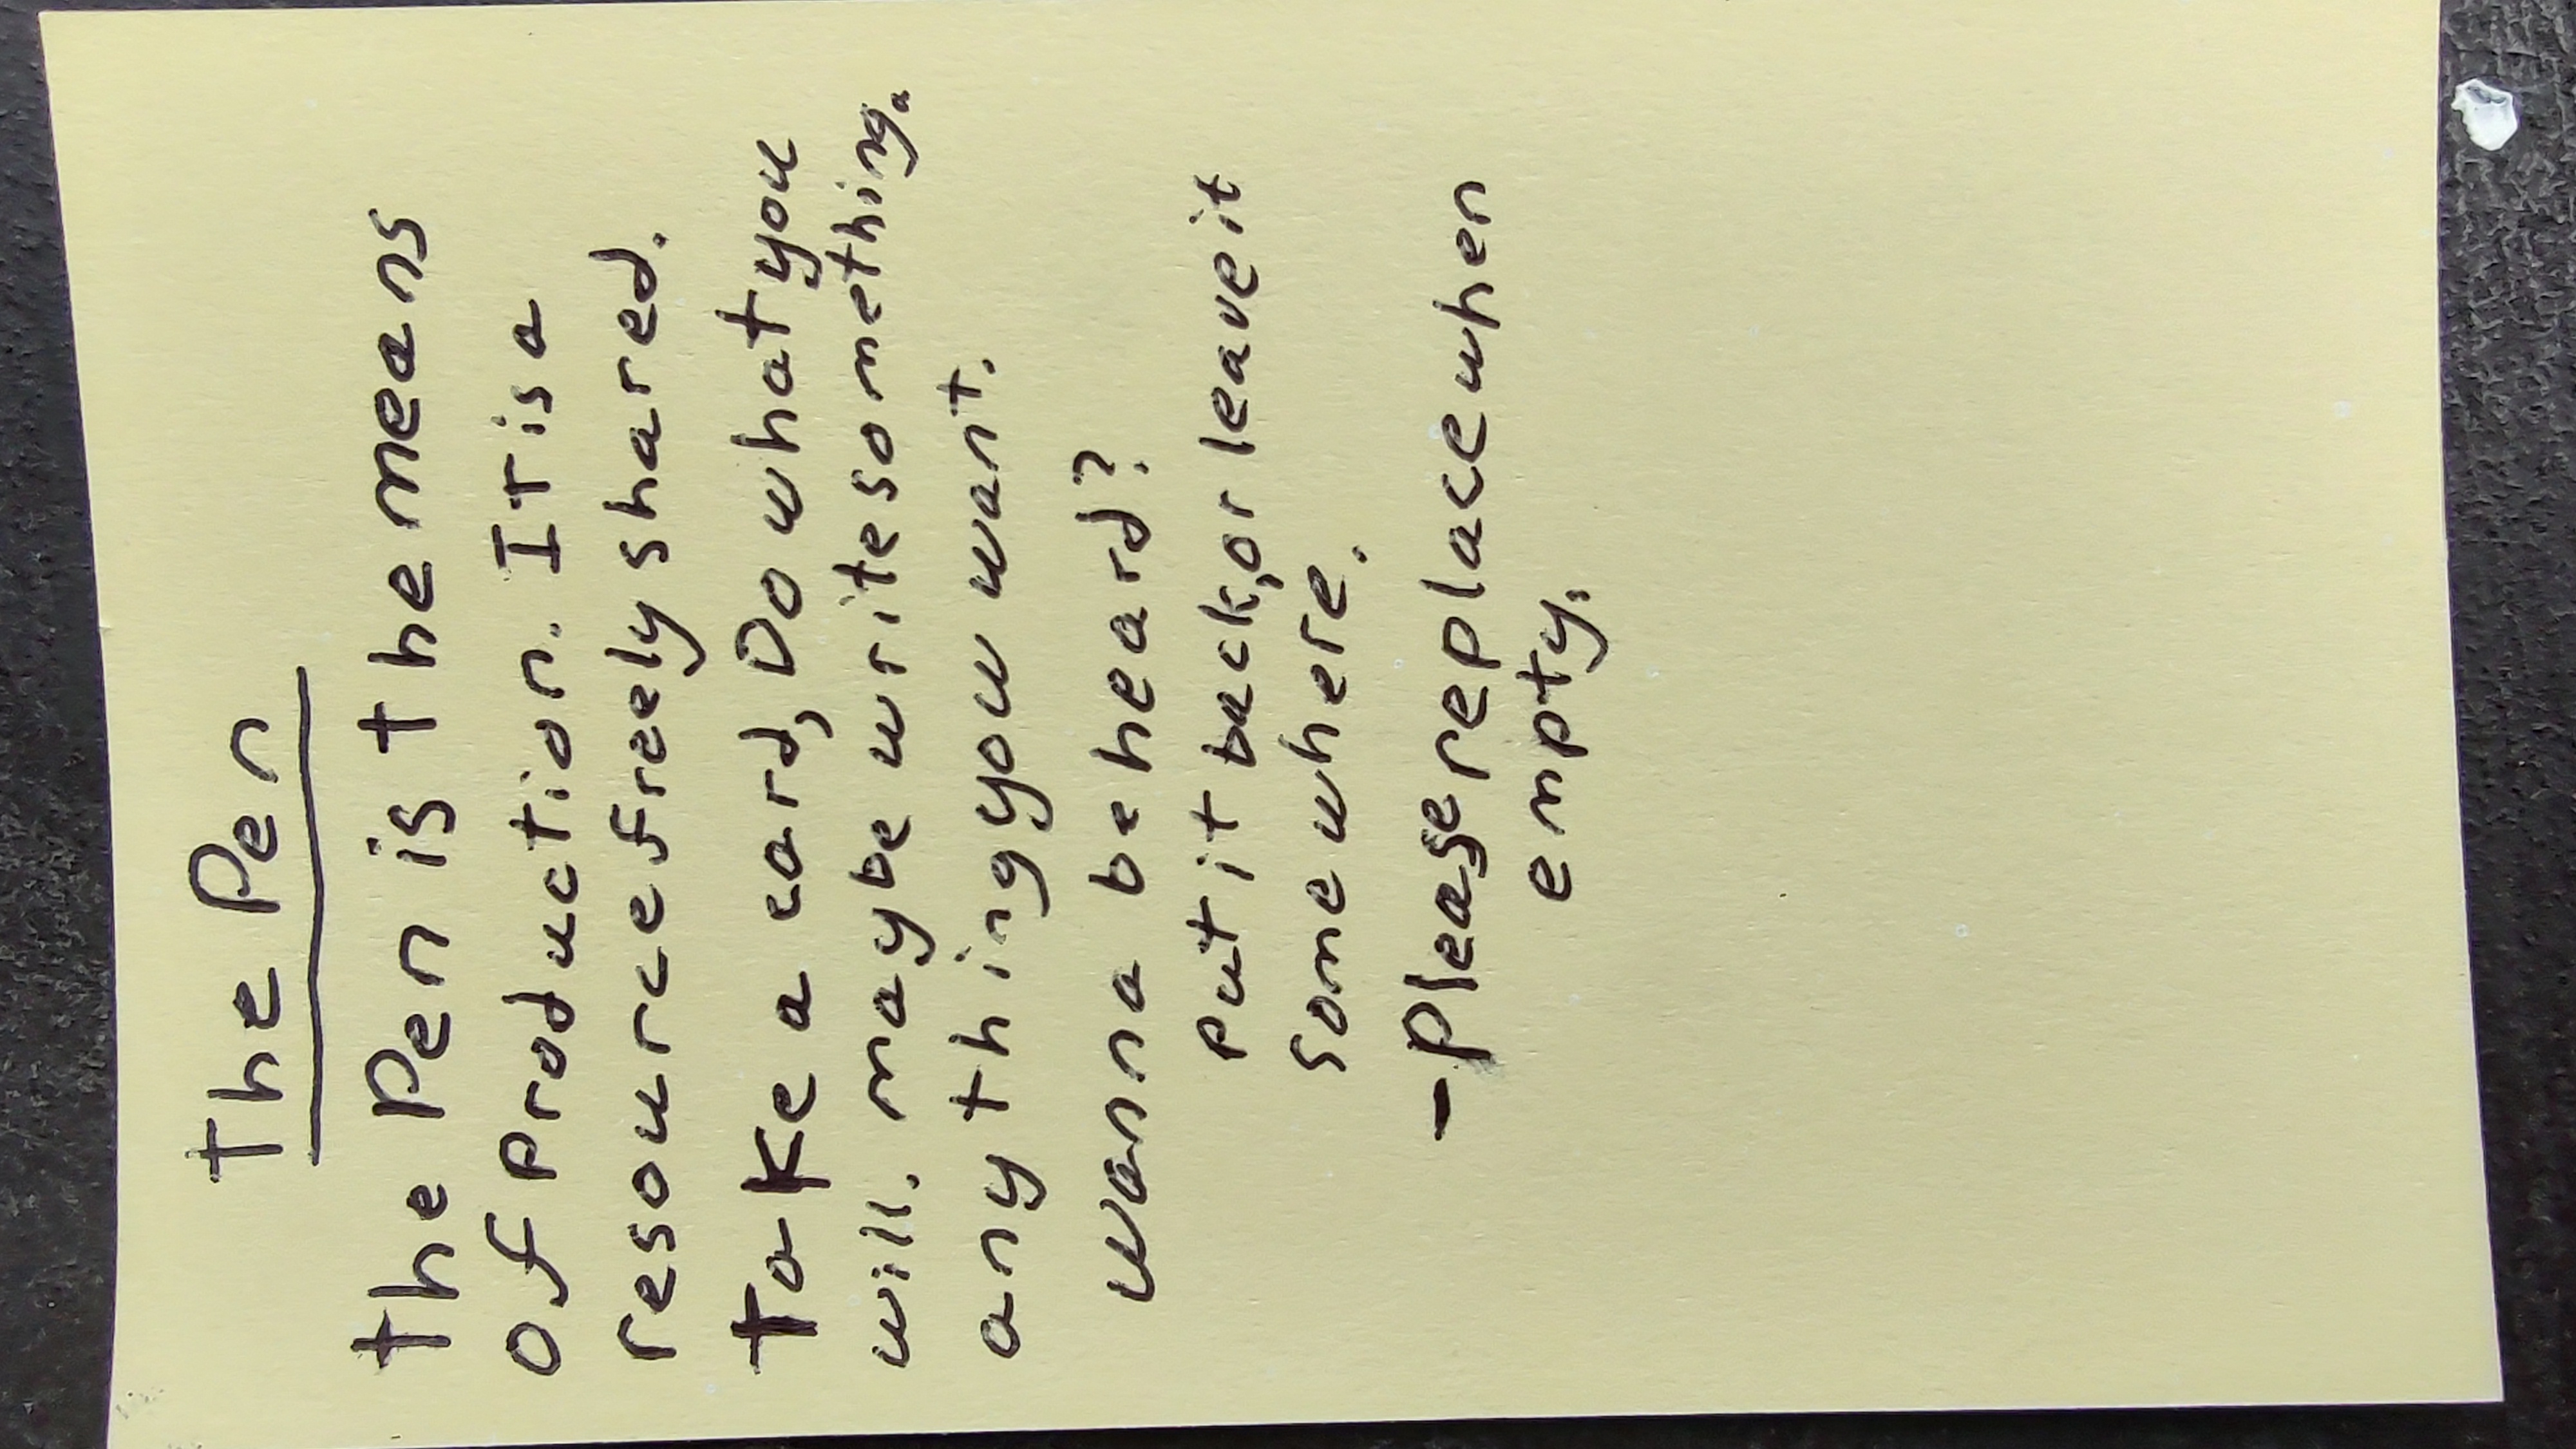 the Pen
the Pen is the means
of production. It is a
resource freely shared.
take a card, Do what you
will. maybe write something.
anything you want.
wanna be heard?
put it back, or leave it
somewhere.
- please replace when
empty.